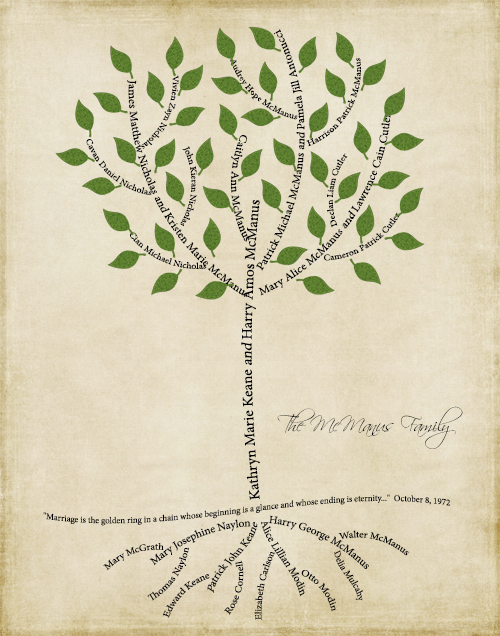 James Matthew Nicholas and Kristen Marie McManus
Vivien Zayn Nicholas
Cavan Daniel Nicholas
John Kieran Nicholas
Cian Michael Nicholas
Caitlyn Ann McManus
Audrey Hope McManus
Patrick Michael McManus and Pamela Jill Antonucci
Harrison Patrick McManus
Declan Liam Cutler
Mary Alice McManus and Lawrence Cain Cutler
Cameron Patrick Cutler
Kathryn Marie Keane and Harry Amos McManus
The McManus Family
"Marriage is the golden ring in a chain whose beginning is a glance and whose ending is eternity..." October 8, 1972
Mary Josephine Naylon
Mary McGrath
Thomas Naylon
Patrick John Keane
Edward Keane
Rose Cornell
Alice Lillian Modin
Elizabeth Carlson
Otto Modin
Harry George McManus
Walter McManus
Delia Mulcahy